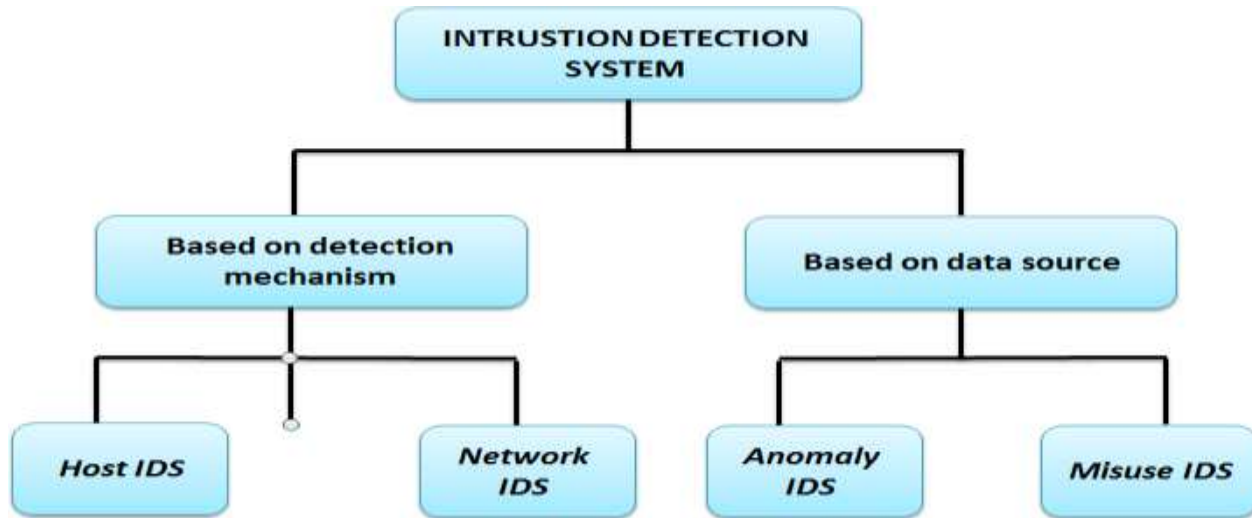 INTRUSTION DETECTION
SYSTEM
Based on detection
mechanism
Based on data source
Host IDS
Network
IDS
Anomaly
IDS
Misuse IDS